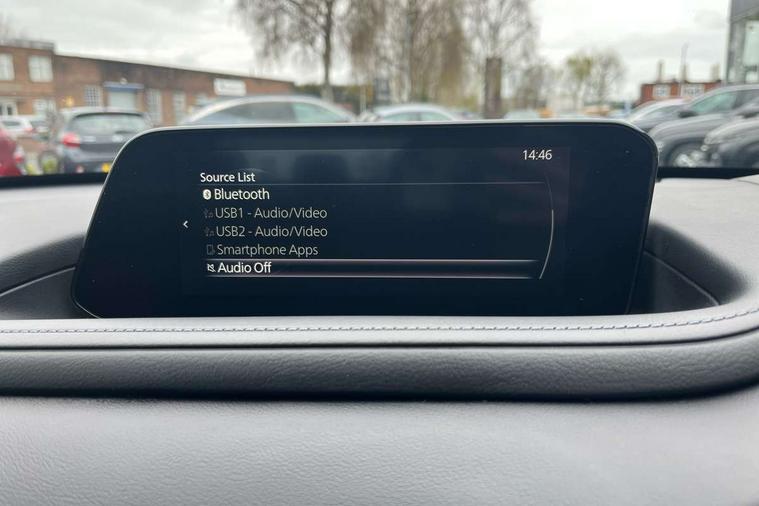 14:46
Source List
Bluetooth
USB1 - Audio/Video
USB2 - Audio/Video
Smartphone Apps
Audio Off